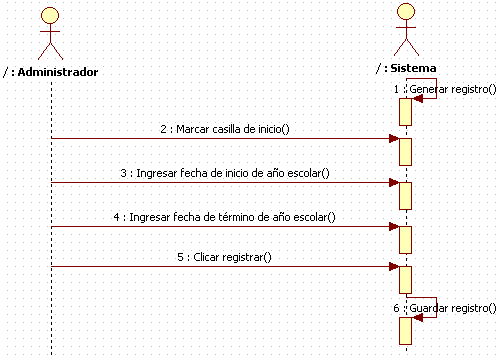 / : Administrador
/ : Sistema
1 : Generar registro()
2 : Marcar casilla de inicio()
3 : Ingresar fecha de inicio de año escolar()
4 : Ingresar fecha de término de año escolar()
5 : Clicar registrar()
6 : Guardar registro()